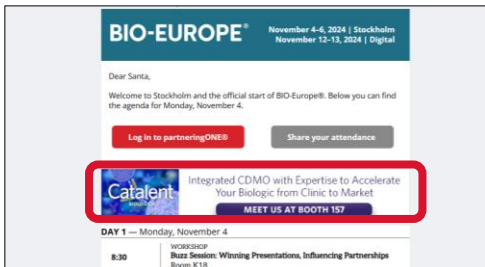 BIO-EUROPE®
November 4–6, 2024 | Stockholm
November 12–13, 2024 | Digital
Dear Santa,
Welcome to Stockholm and the official start of BIO-Europe®. Below you can find
the agenda for Monday, November 4.
Log in to partneringONE®
Share your attendance
Catalent
Integrated CDMO with Expertise to Accelerate
Your Biologic from Clinic to Market
MEET US AT BOOTH 157
DAY 1 — Monday, November 4
WORKSHOP
8:30
Buzz Session: Winning Presentations, Influencing Partnerships
Room K18